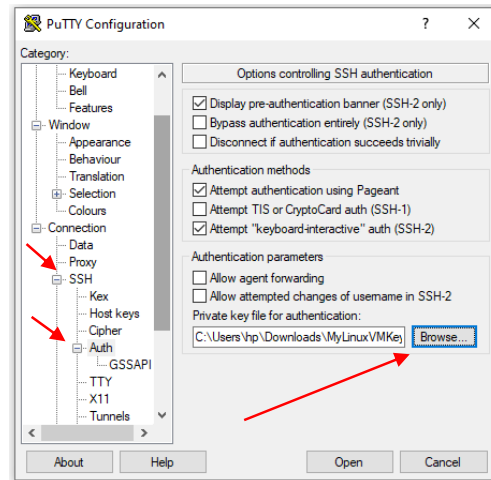 PuTTY Configuration
?
X
Category:
Keyboard
Bell
Features
Window
Appearance
Behaviour
Translation
Selection
Colours
Connection
Data
Proxy
SSH
Kex
Host keys
Cipher
Auth
GSSAPI
TTY
X11
Tunnels
Options controlling SSH authentication
Display pre-authentication banner (SSH-2 only)
Bypass authentication entirely (SSH-2 only)
Disconnect if authentication succeeds trivially
Authentication methods
Attempt authentication using Pageant
Attempt TIS or CryptoCard auth (SSH-1)
Attempt "keyboard-interactive" auth (SSH-2)
Authentication parameters
Allow agent forwarding
Allow attempted changes of username in SSH-2
Private key file for authentication:
C:\Users\hp\Downloads\MyLinuxVMKey
Browse...
About
Help
Open
Cancel